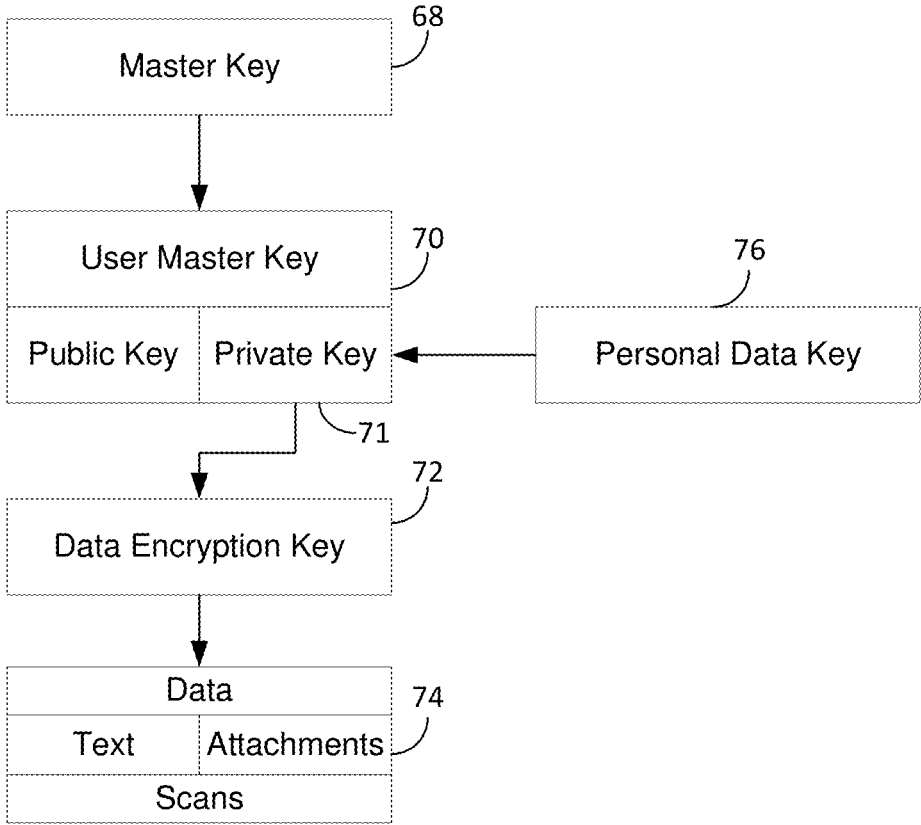 68
Master Key
User Master Key
70
76
Public Key
Private Key
Personal Data Key
71
72
Data Encryption Key
Data
74
Text
Attachments
Scans